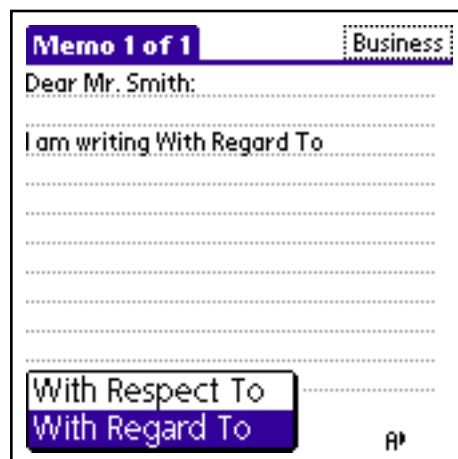 Memo 1 of 1
Business
Dear Mr. Smith:
I am writing With Regard To
With Respect To
With Regard To